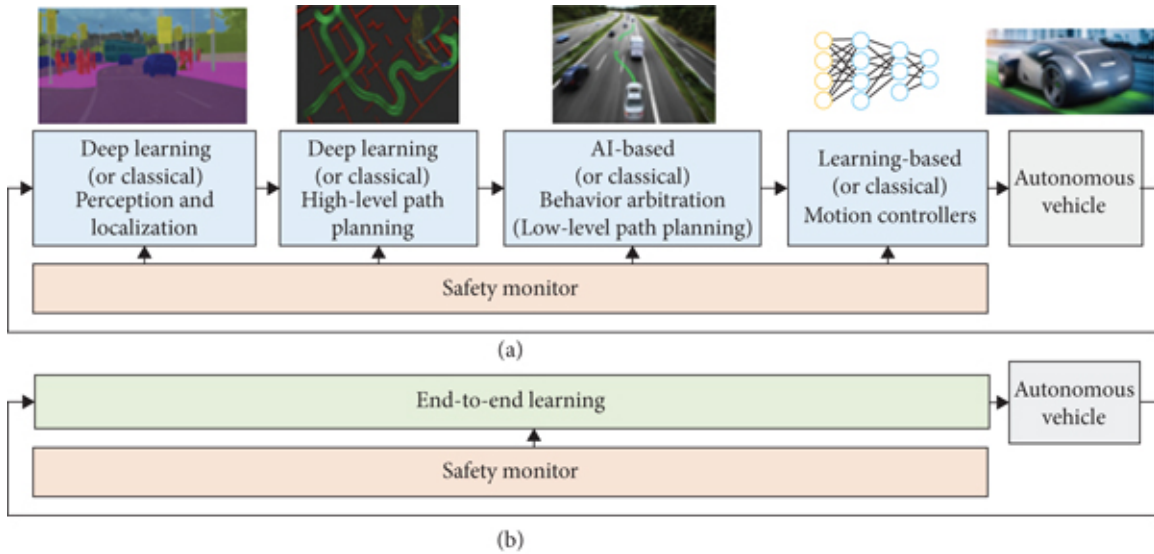 Deep learning
(or classical)
Perception and
localization
Deep learning
(or classical)
High-level path
planning
AI-based
(or classical)
Behavior arbitration
(Low-level path planning)
Learning-based
(or classical)
Motion controllers
Autonomous
vehicle
Safety monitor
(a)
End-to-end learning
Autonomous
vehicle
Safety monitor
(b)